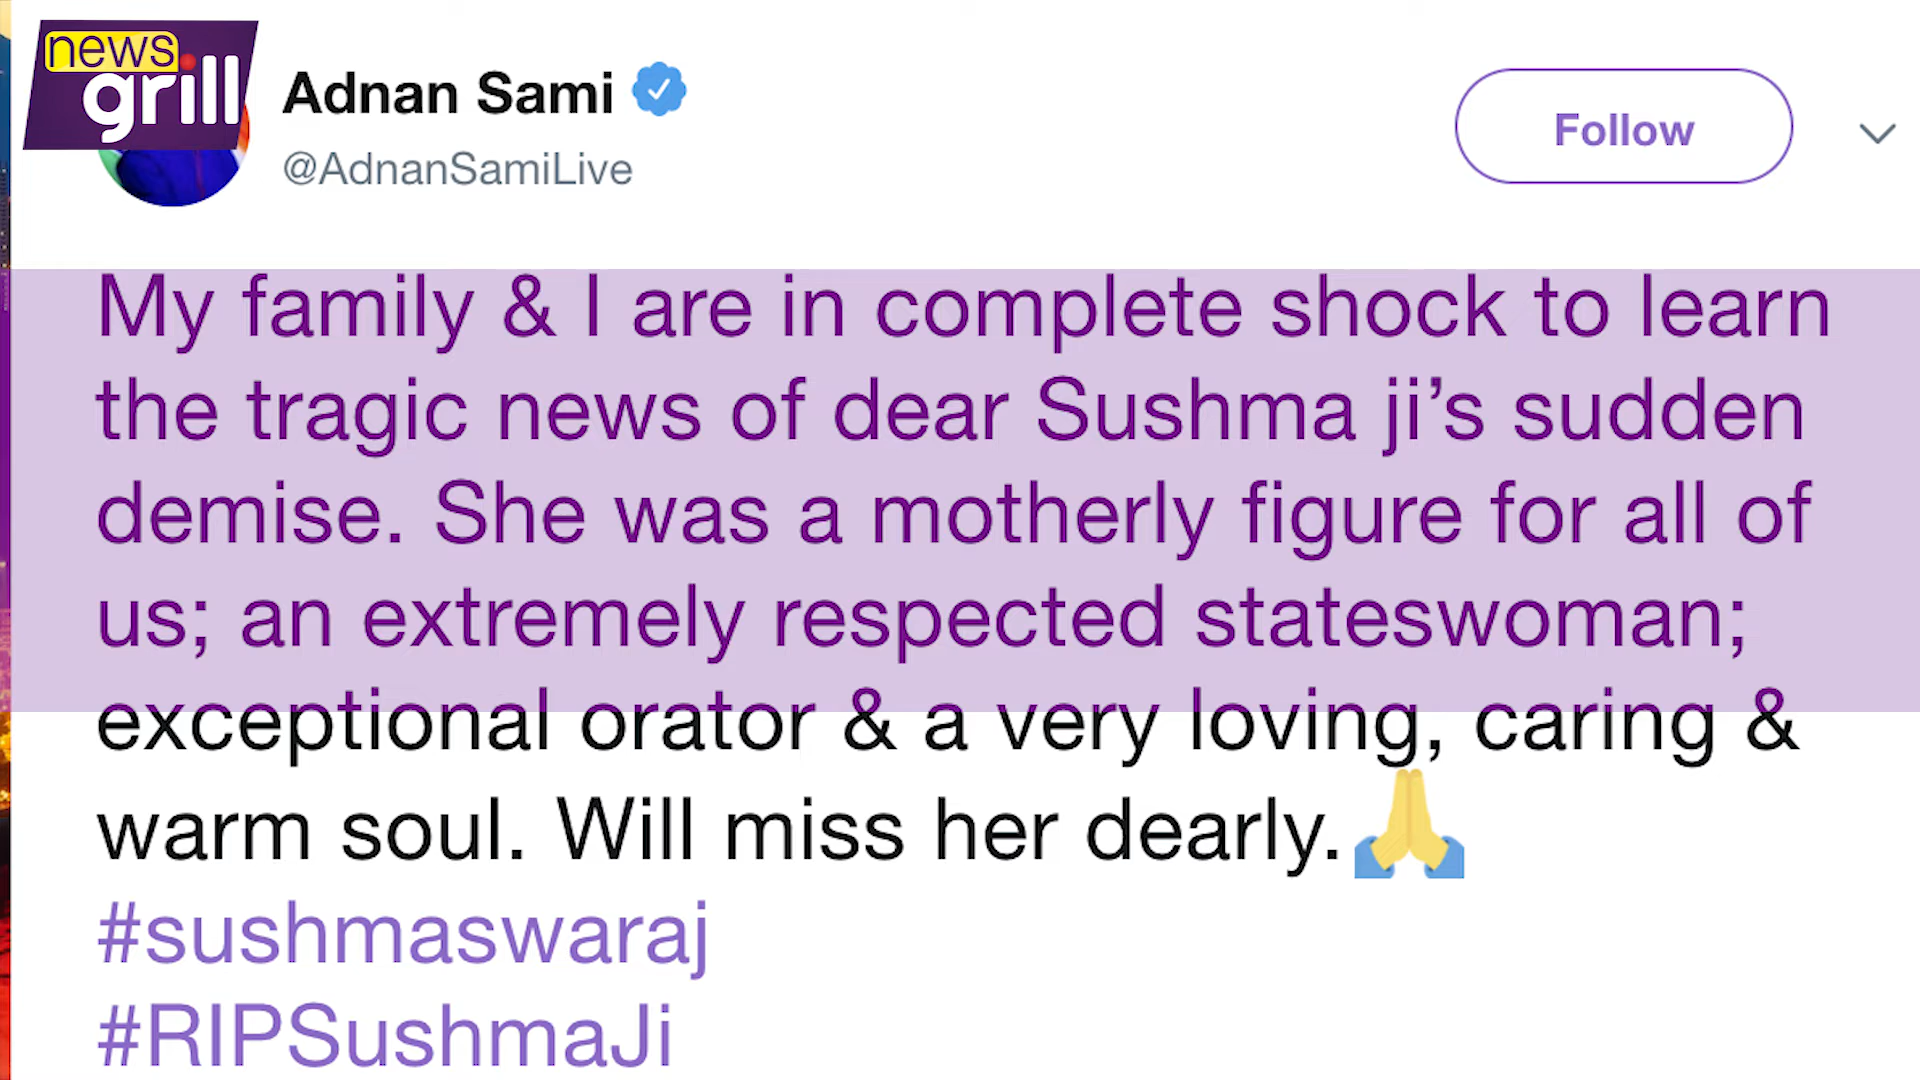 news
grill
Adnan Sami
@AdnanSamiLive
Follow
My family & I are in complete shock to learn
the tragic news of dear Sushma ji’s sudden
demise. She was a motherly figure for all of
us; an extremely respected stateswoman;
exceptional orator & a very loving, caring &
warm soul. Will miss her dearly.🙏
#sushmaswaraj
#RIPSushmaJi